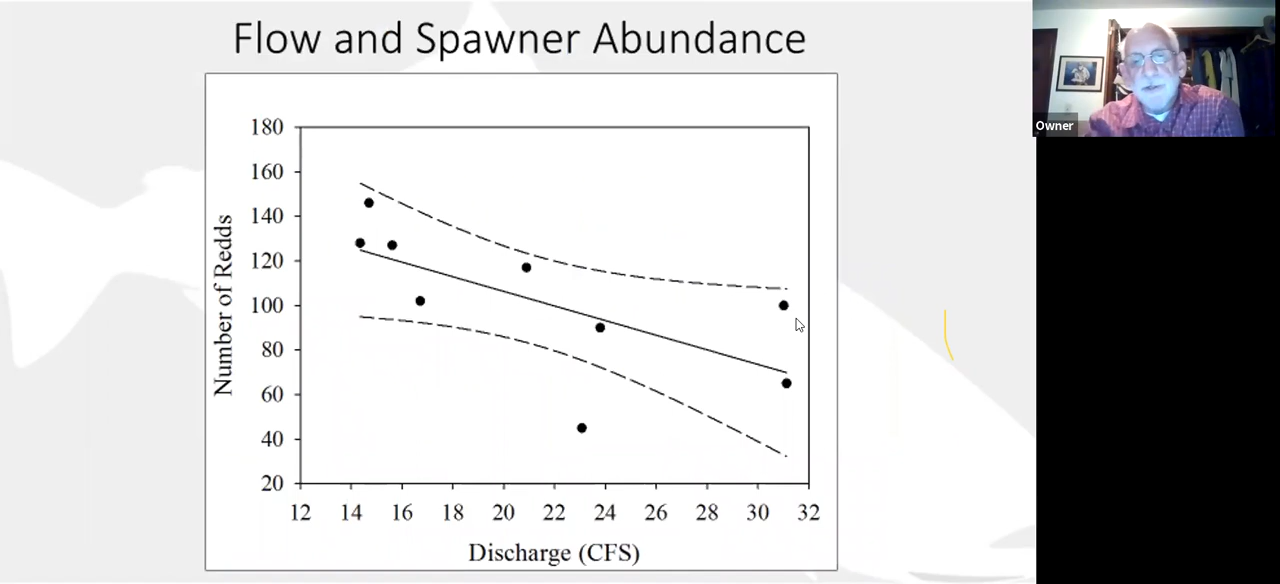 Flow and Spawner Abundance
Owner
180
160
140
120
100
80
60
40
20
Number of Redds
12 14 16 18 20 22 24 26 28 30 32
Discharge (CFS)